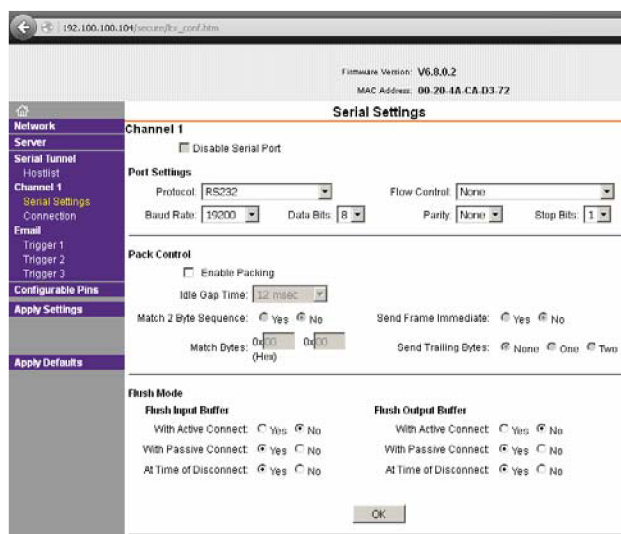 192.100.100.104/secure/ltx_conf.htm
Firmware Version: V6.8.0.2
MAC Address: 00-20-4A-CA-D3-72
Network
Server
Serial Tunnel
Hostlist
Channel 1
Serial Settings
Connection
Email
Trigger 1
Trigger 2
Trigger 3
Configurable Pins
Apply Settings
Apply Defaults
Serial Settings
Channel 1
Disable Serial Port
Port Settings
Protocol: RS232 Flow Control: None
Baud Rate: 19200 Data Bits: 8 Parity: None Stop Bits: 1
Pack Control
Enable Packing
Idle Gap Time: 12 msec
Match 2 Byte Sequence: Yes No Send Frame Immediate: Yes No
Match Bytes: 0x00 0x00 Send Trailing Bytes: None One Two
(Hex)
Flush Mode
Flush Input Buffer Flush Output Buffer
With Active Connect: Yes No With Active Connect: Yes No
With Passive Connect: Yes No With Passive Connect: Yes No
At Time of Disconnect: Yes No At Time of Disconnect: Yes No
OK